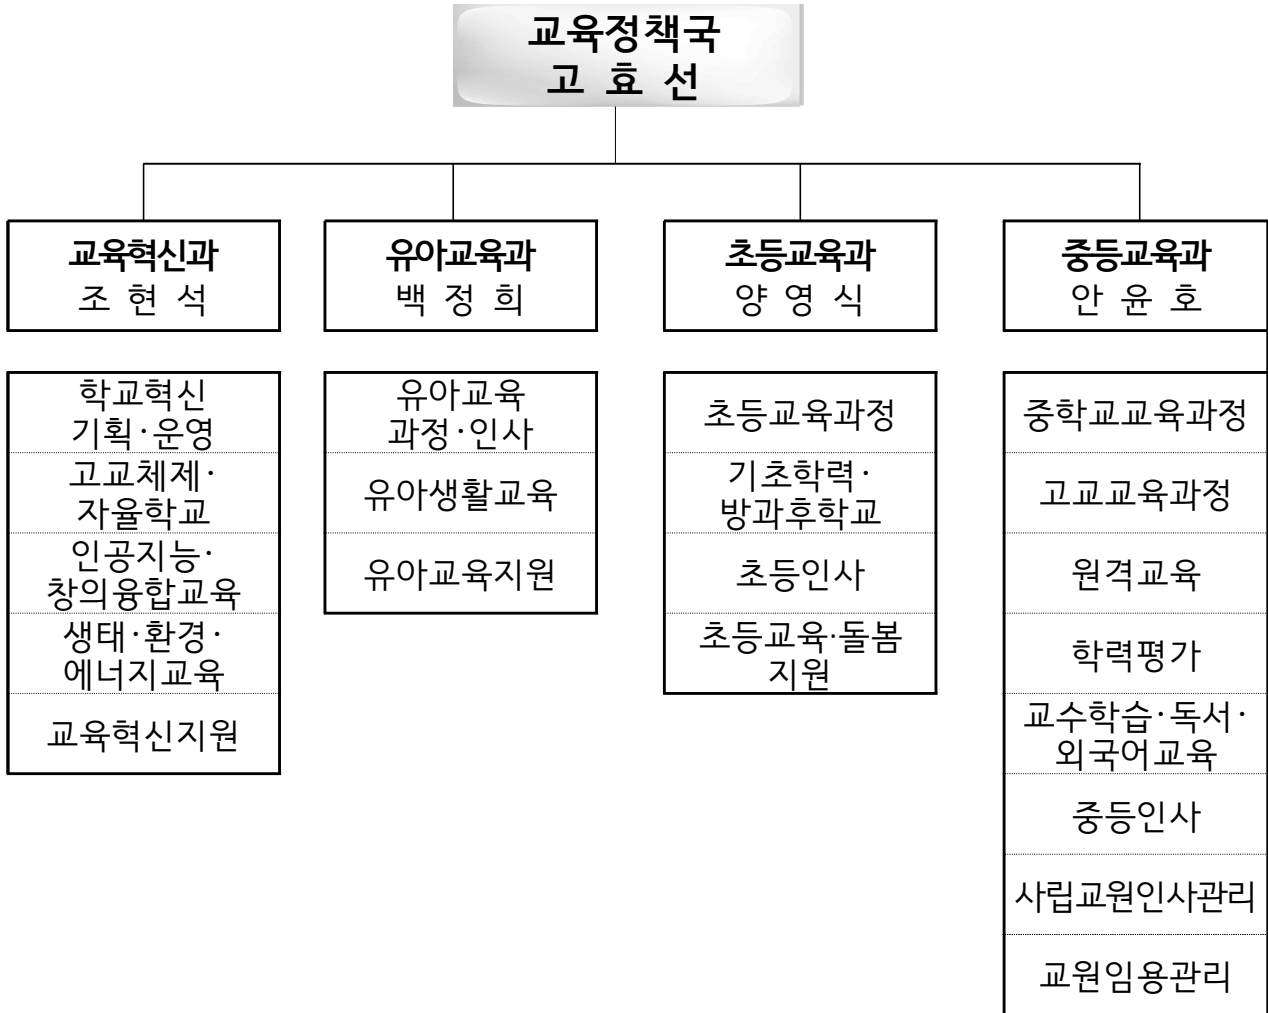 교육정책국
고 효 선
교육혁신과
조 현 석
유아교육과
백 정 희
초등교육과
양 영 식
중등교육과
안 윤 호
학교혁신
기획·운영
고교체제·
자율학교
인공지능·
창의융합교육
생태·환경·
에너지교육
교육혁신지원
유아교육
과정·인사
유아생활교육
유아교육지원
초등교육과정
기초학력·
방과후학교
초등인사
초등교육·돌봄
지원
중학교교육과정
고교교육과정
원격교육
학력평가
교수학습·독서·
외국어교육
중등인사
사립교원인사관리
교원임용관리